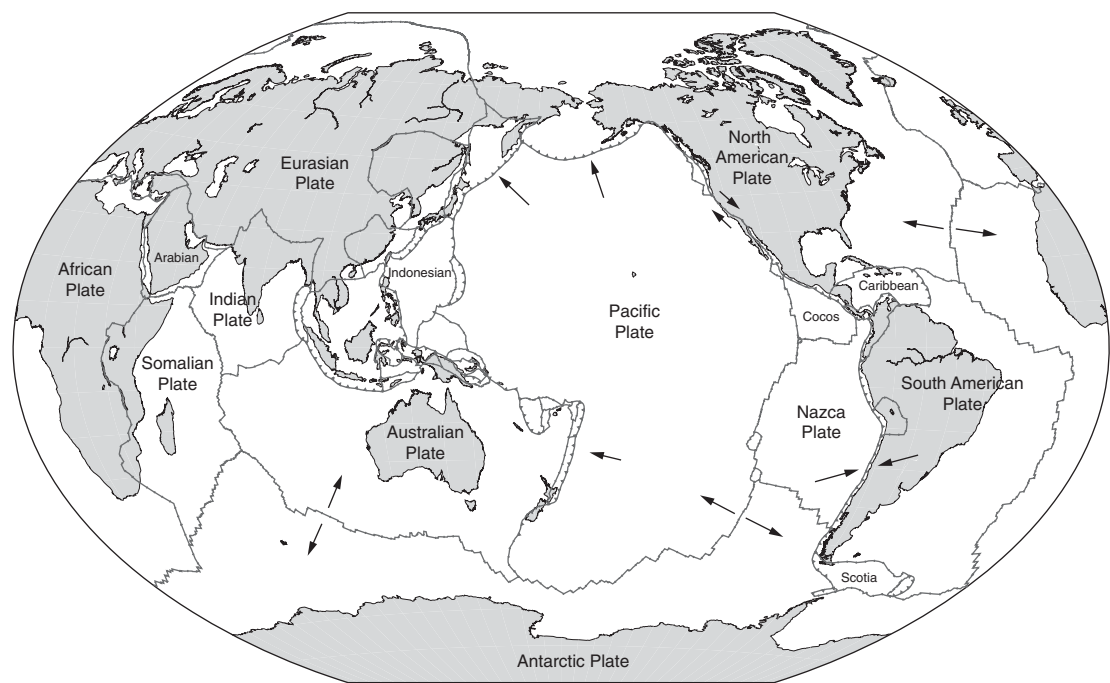 North
American
Plate
Eurasian
Plate
Arabian
African
Plate
Indonesian
Caribbean
Indian
Plate
Pacific
Plate
Cocos
Somalian
Plate
South American
Plate
Nazca
Plate
Australian
Plate
Scotia
Antarctic Plate